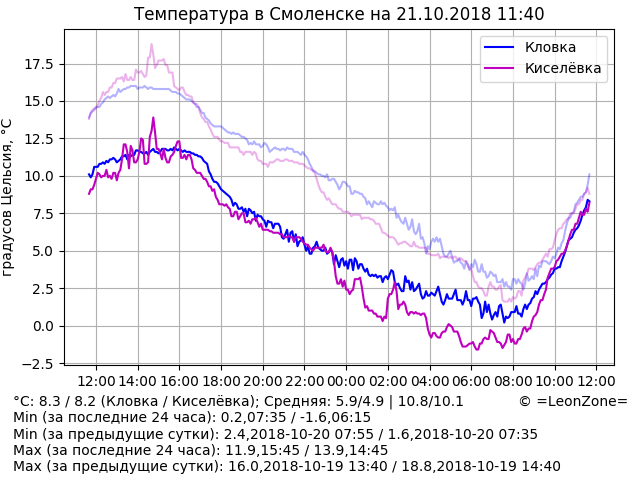 Температура в Смоленске на 21.10.2018 11:40
Кловка
Киселёвка
градусов Цельсия, °C
17.5
15.0
12.5
10.0
7.5
5.0
2.5
0.0
−2.5
12:00 14:00 16:00 18:00 20:00 22:00 00:00 02:00 04:00 06:00 08:00 10:00 12:00
°C: 8.3 / 8.2 (Кловка / Киселёвка); Средняя: 5.9/4.9 | 10.8/10.1 © =LeonZone=
Min (за последние 24 часа): 0.2,07:35 / -1.6,06:15
Min (за предыдущие сутки): 2.4,2018-10-20 07:55 / 1.6,2018-10-20 07:35
Max (за последние 24 часа): 11.9,15:45 / 13.9,14:45
Max (за предыдущие сутки): 16.0,2018-10-19 13:40 / 18.8,2018-10-19 14:40